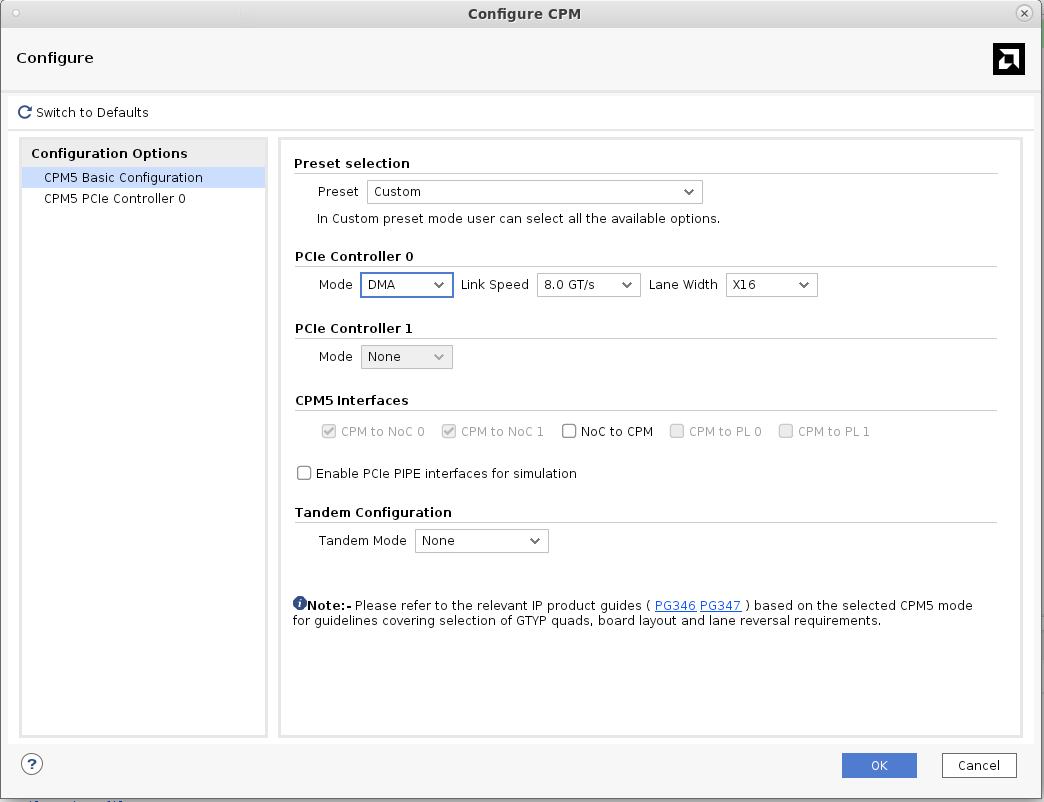 Configure CPM
Configure
Switch to Defaults
Configuration Options
CPM5 Basic Configuration
CPM5 PCIe Controller 0
Preset selection
Preset Custom
In Custom preset mode user can select all the available options.
PCIe Controller 0
Mode DMA Link Speed 8.0 GT/s Lane Width X16
PCIe Controller 1
Mode None
CPM5 Interfaces
CPM to NoC 0 CPM to NoC 1 NoC to CPM CPM to PL 0 CPM to PL 1
Enable PCIe PIPE interfaces for simulation
Tandem Configuration
Tandem Mode None
Note:- Please refer to the relevant IP product guides ( PG346 PG347 ) based on the selected CPM5 mode
for guidelines covering selection of GTYP quads, board layout and lane reversal requirements.
?
OK Cancel